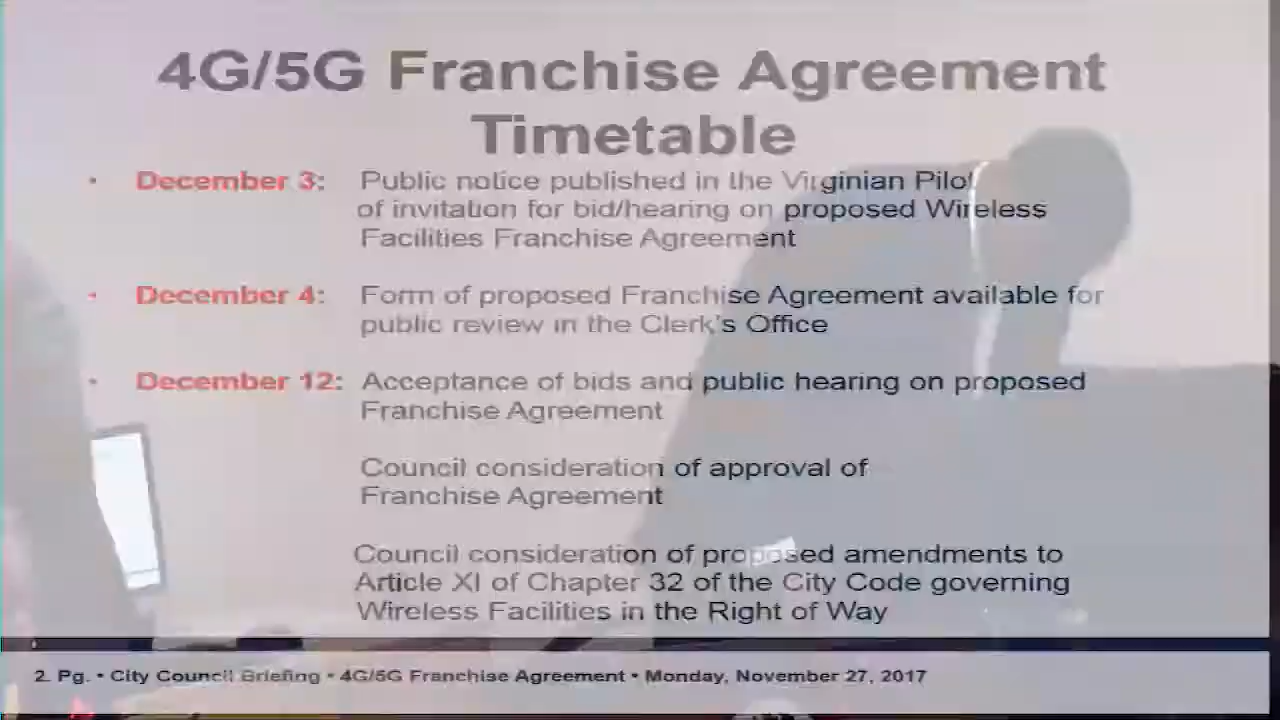 4G/5G Franchise Agreement
Timetable
• December 3: Public notice published in the Virginian Pilot
of invitation for bid/hearing on proposed Wireless
Facilities Franchise Agreement
• December 4: Form of proposed Franchise Agreement available for
public review in the Clerk's Office
• December 12: Acceptance of bids and public hearing on proposed
Franchise Agreement
Council consideration of approval of
Franchise Agreement
Council consideration of proposed amendments to
Article XI of Chapter 32 of the City Code governing
Wireless Facilities in the Right of Way
2. Pg. • City Council Briefing • 4G/5G Franchise Agreement • Monday, November 27, 2017